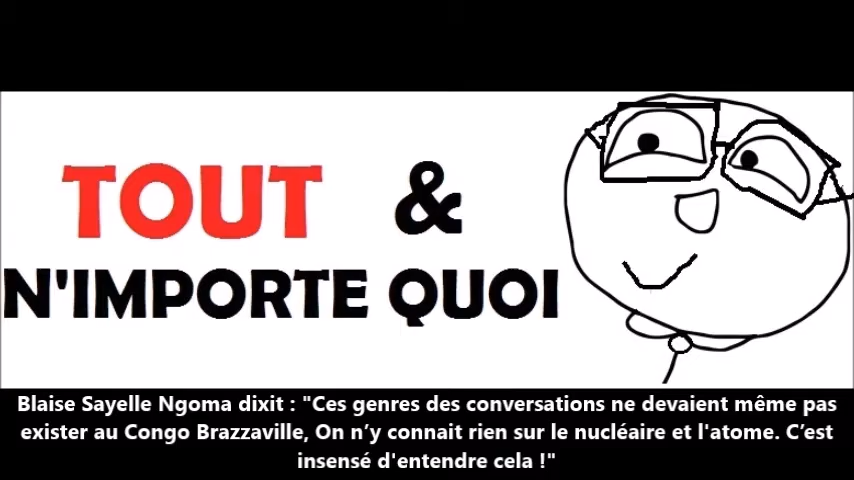 TOUT &
N'IMPORTE QUOI
Blaise Sayelle Ngoma dixit : "Ces genres des conversations ne devaient même pas
exister au Congo Brazzaville, On n’y connait rien sur le nucléaire et l'atome. C’est
insensé d'entendre cela !"